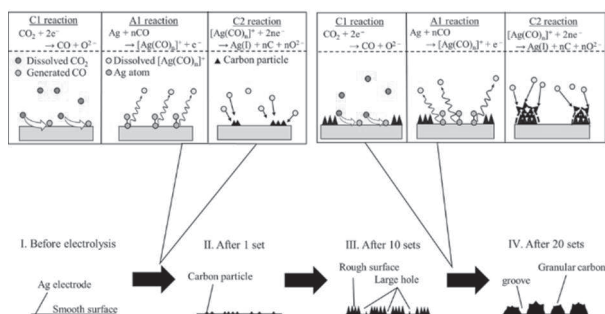 C1 reaction
CO₂ + 2e⁻
→ CO + O²⁻
Dissolved CO₂
Generated CO
A1 reaction
Ag + nCO
→ [Ag(CO)ₙ]⁺ + e⁻
Dissolved [Ag(CO)ₙ]⁺
Ag atom
C2 reaction
[Ag(CO)ₙ]⁺ + 2ne⁻
→ Ag(I) + nC + nO²⁻
Carbon particle
C1 reaction
CO₂ + 2e⁻
→ CO + O²⁻
A1 reaction
Ag + nCO
→ [Ag(CO)ₙ]⁺ + e⁻
C2 reaction
[Ag(CO)ₙ]⁺ + 2ne⁻
→ Ag(I) + nC + nO²⁻
I. Before electrolysis
II. After 1 set
III. After 10 sets
IV. After 20 sets
Ag electrode
Smooth surface
Carbon particle
Rough surface
Large hole
Granular carbon
groove